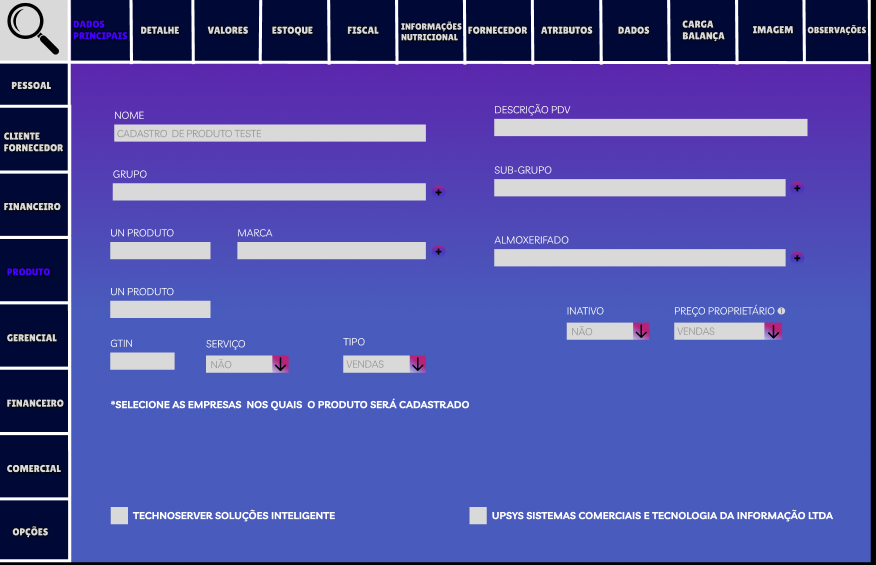 DADOS
PRINCIPAIS
DETALHE
VALORES
ESTOQUE
FISCAL
INFORMAÇÕES
NUTRICIONAL
FORNECEDOR
ATRIBUTOS
DADOS
CARGA
BALANÇA
IMAGEM
OBSERVAÇÕES
PESSOAL
CLIENTE
FORNECEDOR
FINANCEIRO
PRODUTO
GERENCIAL
FINANCEIRO
COMERCIAL
OPÇÕES
NOME
CADASTRO DE PRODUTO TESTE
DESCRIÇÃO PDV
GRUPO
+
SUB-GRUPO
+
UN PRODUTO
MARCA
+
ALMOXERIFADO
+
UN PRODUTO
INATIVO
NÃO
PREÇO PROPRIETÁRIO
VENDAS
GTIN
SERVIÇO
NÃO
TIPO
VENDAS
*SELECIONE AS EMPRESAS NOS QUAIS O PRODUTO SERÁ CADASTRADO
TECHNOSERVER SOLUÇÕES INTELIGENTE
UPSYS SISTEMAS COMERCIAIS E TECNOLOGIA DA INFORMAÇÃO LTDA